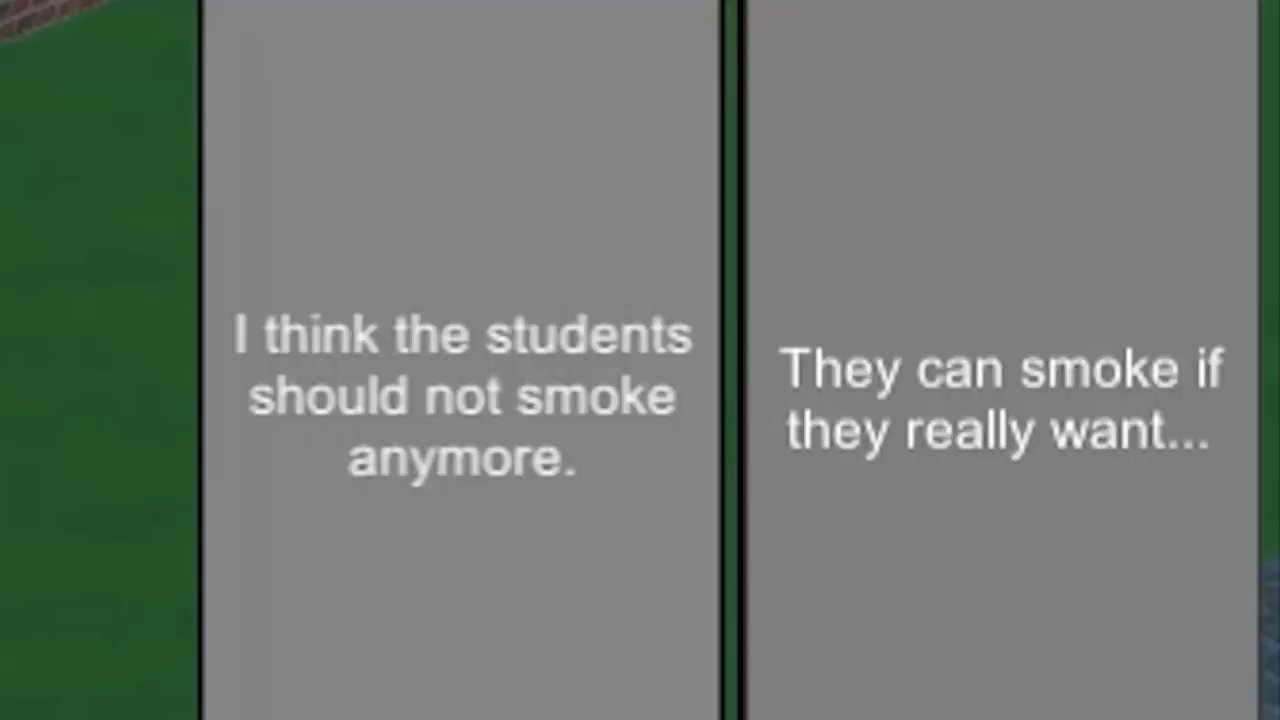 I think the students
should not smoke
anymore.
They can smoke if
they really want...